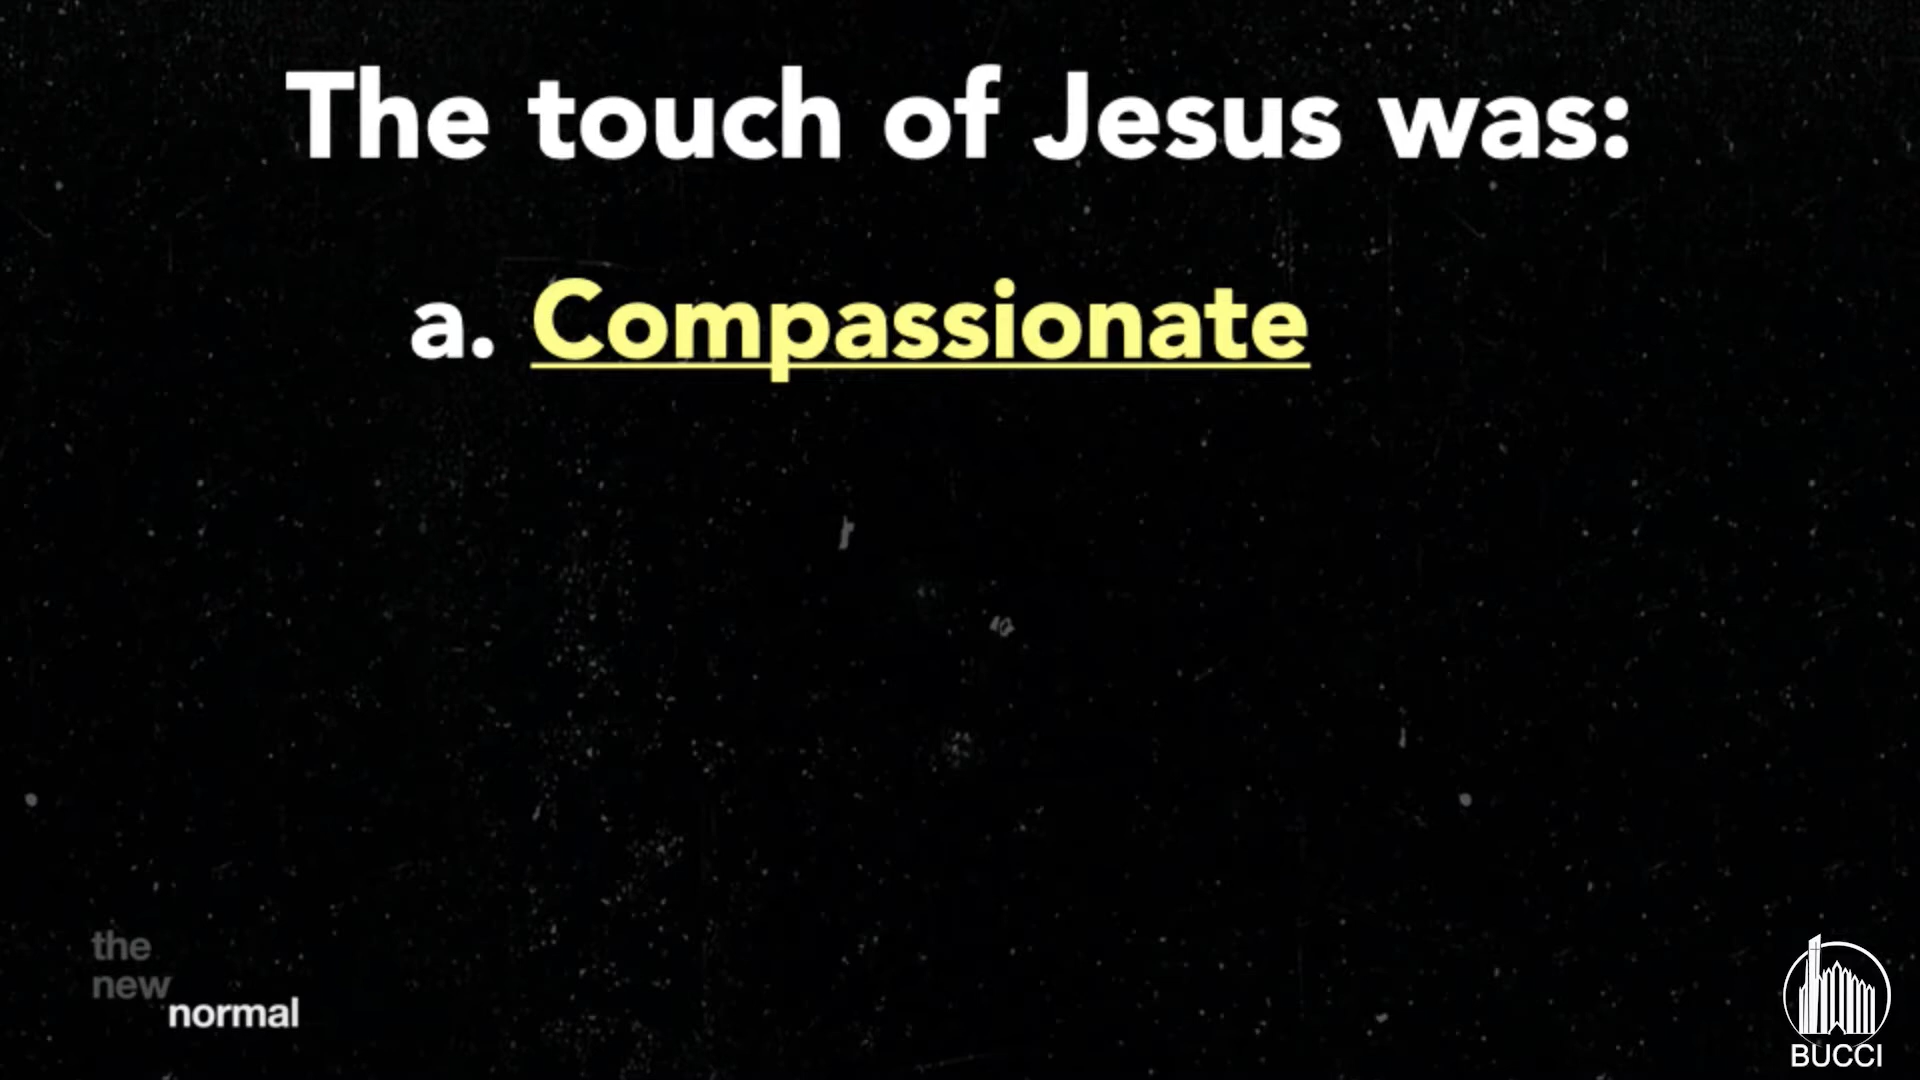 The touch of Jesus was:
a. Compassionate
the
new
normal
BUCCI